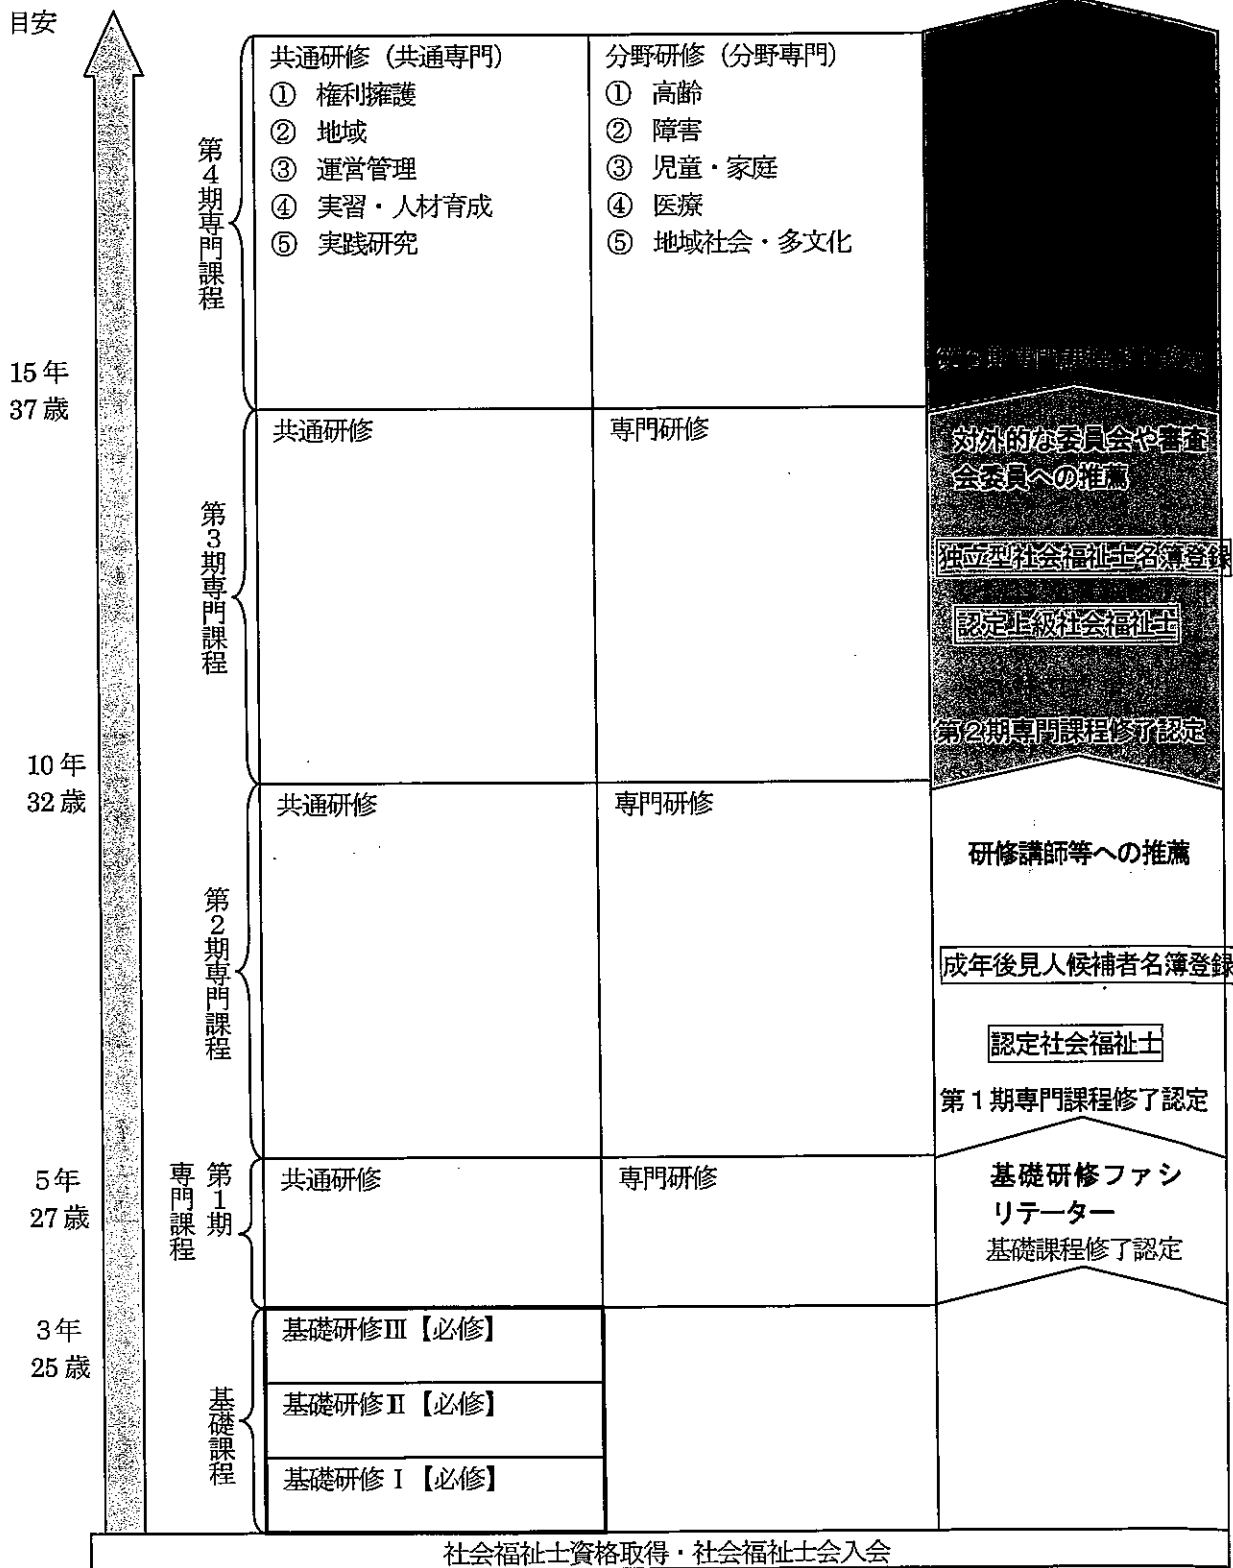 目安
共通研修（共通専門）
① 権利擁護
② 地域
③ 運営管理
④ 実習・人材育成
⑤ 実践研究
分野研修（分野専門）
① 高齢
② 障害
③ 児童・家庭
④ 医療
⑤ 地域社会・多文化
第4期専門課程
15年
37歳
共通研修
専門研修
対外的な委員会や審査
会委員への推薦
独立型社会福祉士名簿登録
認定上級社会福祉士
第2期専門課程修了認定
第3期専門課程
10年
32歳
共通研修
専門研修
研修講師等への推薦
成年後見人候補者名簿登録
認定社会福祉士
第1期専門課程修了認定
第2期専門課程
5年
27歳
第1期
専門課程
共通研修
専門研修
基礎研修ファシ
リテーター
基礎課程修了認定
3年
25歳
基礎課程
基礎研修Ⅲ【必修】
基礎研修Ⅱ【必修】
基礎研修Ⅰ【必修】
社会福祉士資格取得・社会福祉士会入会